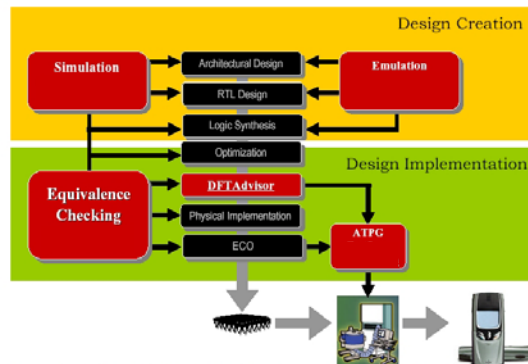 Design Creation
Simulation
Architectural Design
Emulation
RTL Design
Logic Synthesis
Optimization
Design Implementation
Equivalence
Checking
DFTAdvisor
Physical Implementation
ATPG
ECO